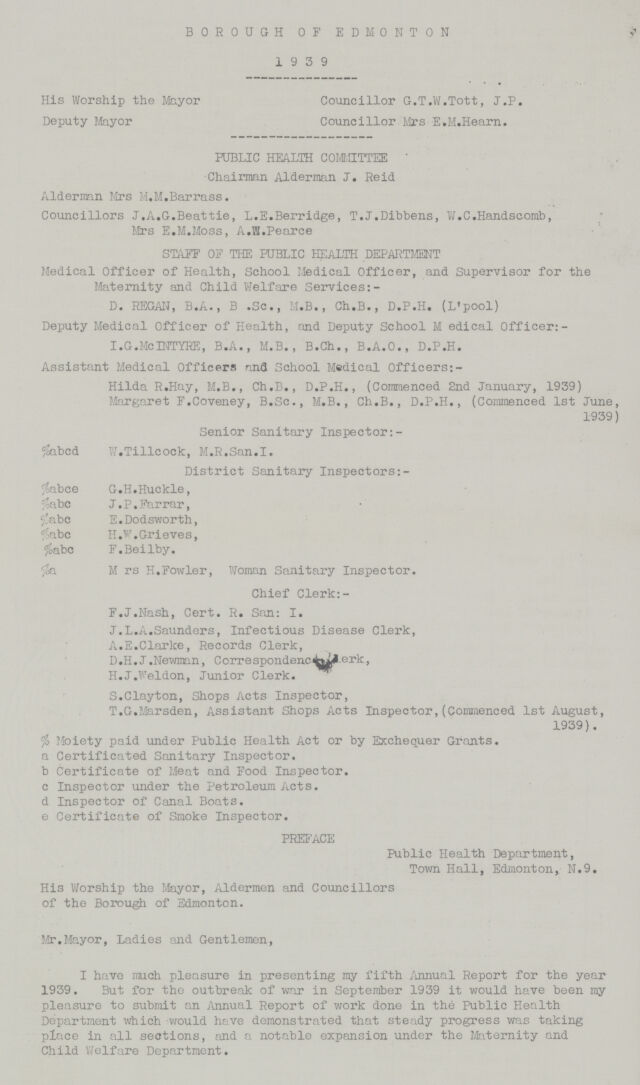 BOROUGH OF EDMONTON
1939
His Worship the Mayor Councillor G.T.W.Tott, J.P.
Deputy Mayor Councillor Mrs E.M.Hearn.
PUBLIC HEALTH COMMITTEE
Chairman Alderman J. Reid
Alderman Mrs M.M.Barrass.
Councillors J.A.G.Beattie, L.E.Berridge, T.J.Dibbens, W.C.Handscomb,
Mrs E.M.Moss, A.W.Pearce
STAFF OF THE PUBLIC HEALTH DEPARTMENT
Medical Officer of Health, School Medical Officer, and Supervisor for the
Maternity and Child Welfare Services:-
D. REGAN, B.A., B .Sc., M.B., Ch.B., D.P.H. (L'pool)
Deputy Medical Officer of Health, and Deputy School M edical Officer:-
I.G.McINTYRE, B.A., M.B., B.Ch., B.A.O., D.P.H.
Assistant Medical Officers and School Medical Officers:-
Hilda R.Hay, M.B., Ch.B., D.P.H., (Commenced 2nd January, 1939)
Margaret F.Coveney, B.Sc., M.B., Ch.B., D.P.H., (Commenced 1st June,
1939)
Senior Sanitary Inspector:-
%abcd W.Tillcock, M.R.San.I.
District Sanitary Inspectors:-
%abce G.H.Huckle,
%abc J.P.Farrar,
%abc E.Dodsworth,
%abc H.W.Grieves,
%abc F.Beilby.
%a M rs H.Fowler, Woman Sanitary Inspector.
Chief Clerk:-
F.J.Nash, Cert. R. San: I.
J.L.A.Saunders, Infectious Disease Clerk,
A.E.Clarke, Records Clerk,
D.H.J.Newman, Correspondence Clerk,
H.J.Weldon, Junior Clerk.
S.Clayton, Shops Acts Inspector,
T.G.Marsden, Assistant Shops Acts Inspector,(Commenced 1st August,
1939).
% Moiety paid under Public Health Act or by Exchequer Grants.
a Certificated Sanitary Inspector.
b Certificate of Meat and Food Inspector.
c Inspector under the Petroleum Acts.
d Inspector of Canal Boats.
e Certificate of Smoke Inspector.
PREFACE
Public Health Department,
Town Hall, Edmonton, N.9.
His Worship the Mayor, Aldermen and Councillors
of the Borough of Edmonton.
Mr.Mayor, Ladies and Gentlemen,
I have much pleasure in presenting my fifth Annual Report for the year
1939. But for the outbreak of war in September 1939 it would have been my
pleasure to submit an Annual Report of work done in the Public Health
Department which would have demonstrated that steady progress was taking
place in all sections, and a notable expansion under the Maternity and
Child Welfare Department.